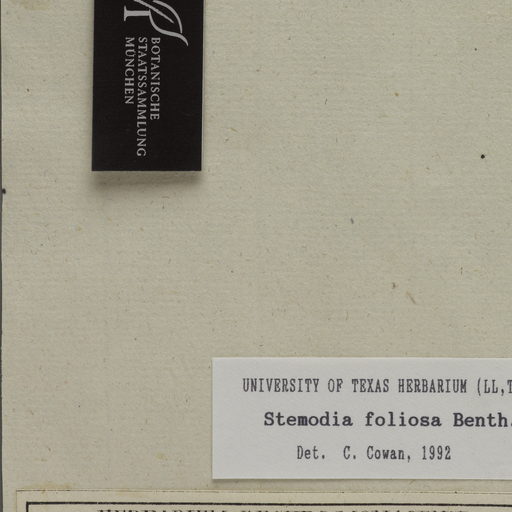 BOTANISCHE
STAATSSAMMLUNG
MÜNCHEN
UNIVERSITY OF TEXAS HERBARIUM (LL,T
Stemodia foliosa Benth.
Det. C. Cowan, 1992